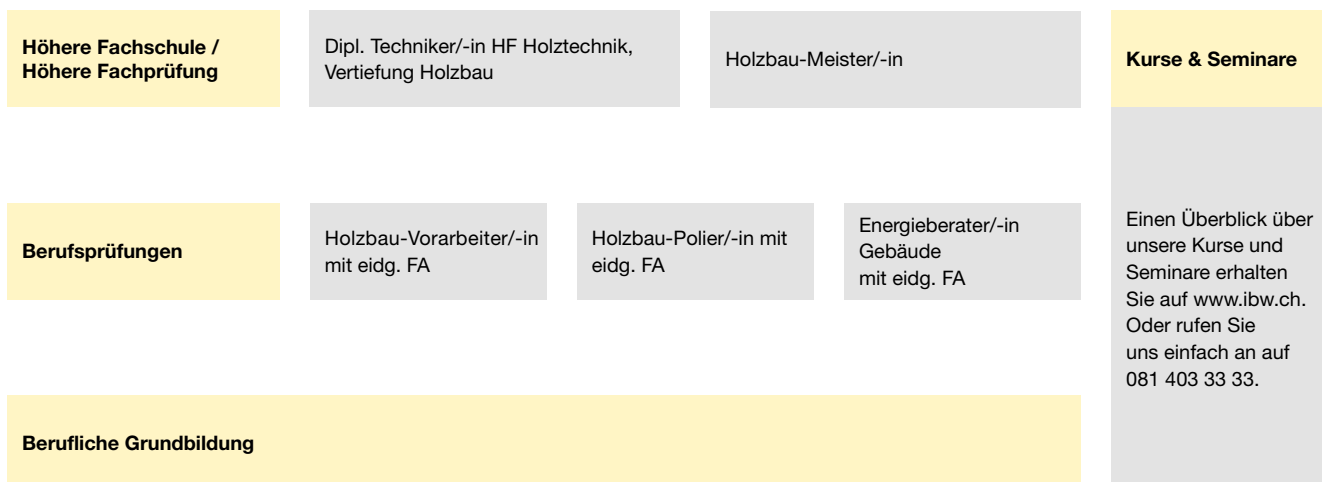 Höhere Fachschule /
Höhere Fachprüfung
Dipl. Techniker/-in HF Holztechnik,
Vertiefung Holzbau
Holzbau-Meister/-in
Kurse & Seminare
Berufsprüfungen
Holzbau-Vorarbeiter/-in
mit eidg. FA
Holzbau-Polier/-in mit
eidg. FA
Energieberater/-in
Gebäude
mit eidg. FA
Einen Überblick über
unsere Kurse und
Seminare erhalten
Sie auf www.ibw.ch.
Oder rufen Sie
uns einfach an auf
081 403 33 33.
Berufliche Grundbildung